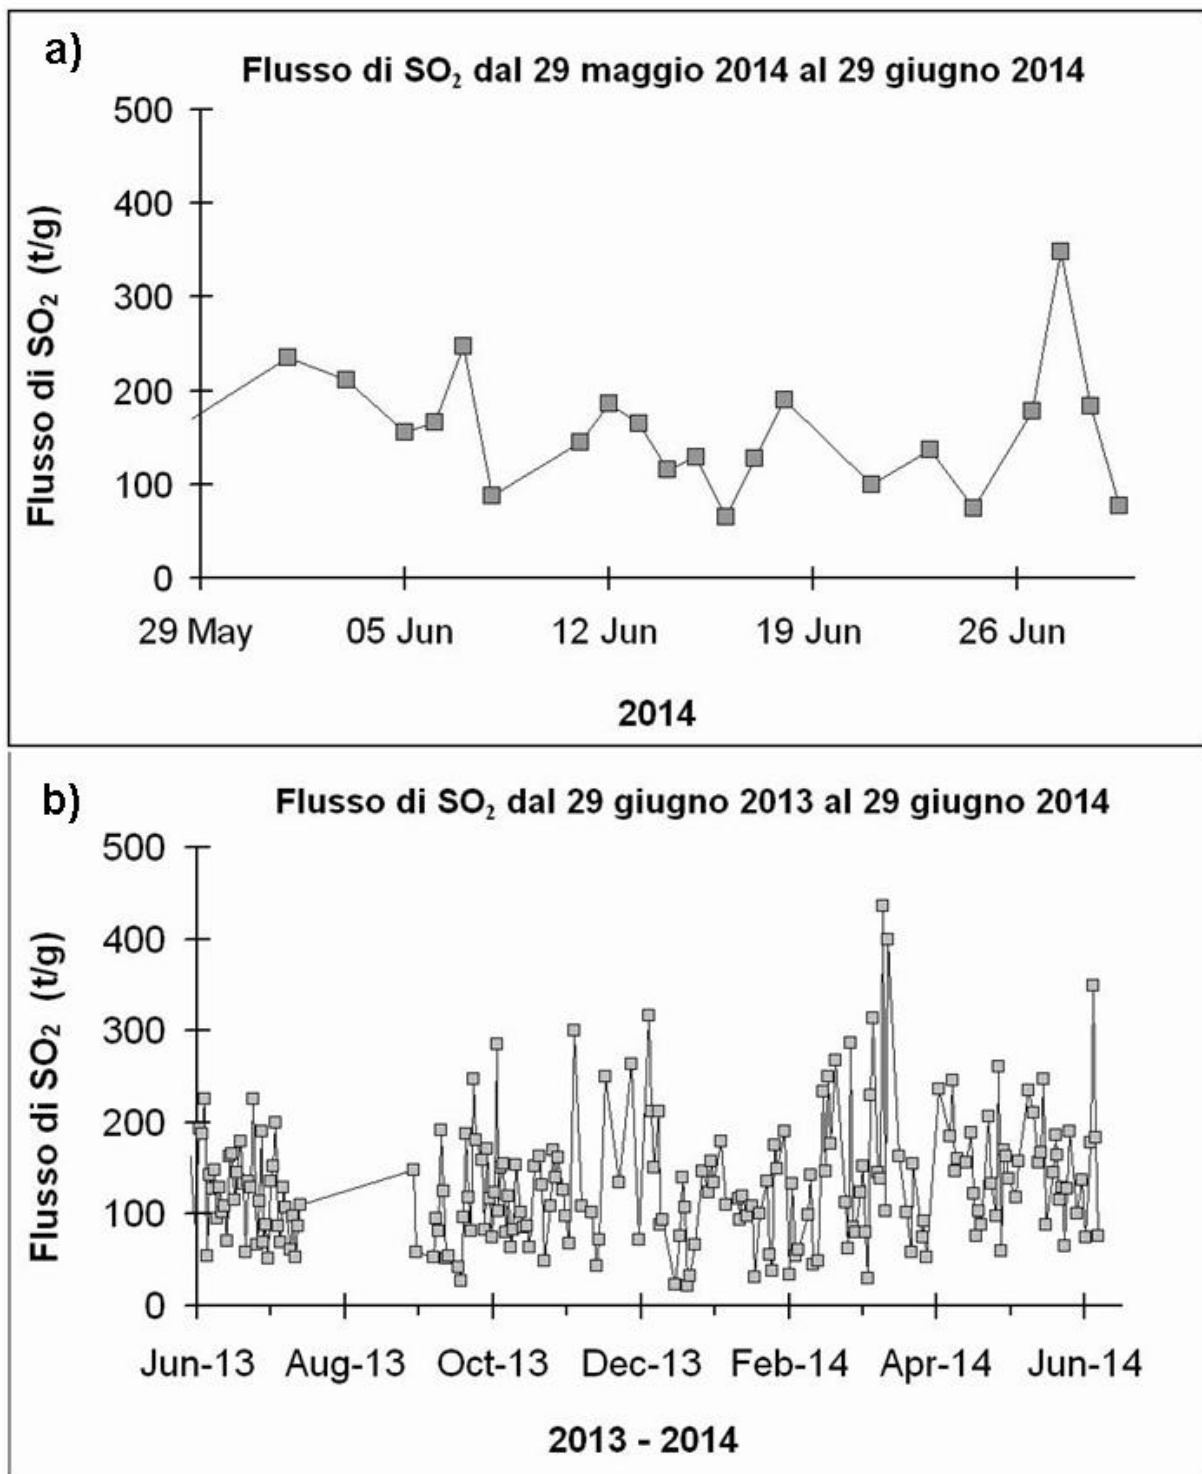 a)
Flusso di SO₂ dal 29 maggio 2014 al 29 giugno 2014
500
400
300
200
100
0
Flusso di SO₂ (t/g)
29 May 05 Jun 12 Jun 19 Jun 26 Jun
2014
b)
Flusso di SO₂ dal 29 giugno 2013 al 29 giugno 2014
500
400
300
200
100
0
Flusso di SO₂ (t/g)
Jun-13 Aug-13 Oct-13 Dec-13 Feb-14 Apr-14 Jun-14
2013 - 2014